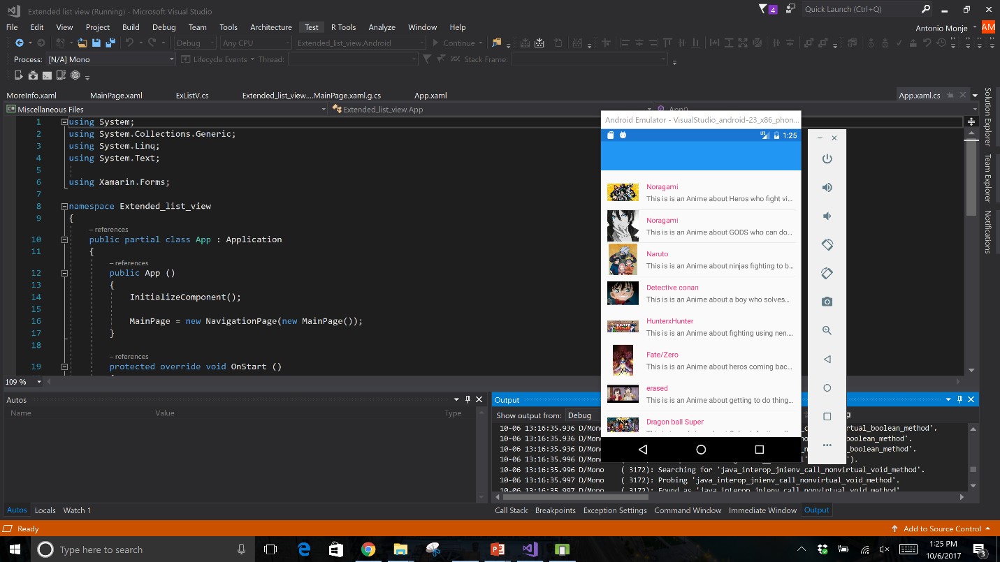 Extended list view (Running) - Microsoft Visual Studio
4
Quick Launch (Ctrl+Q)
File Edit View Project Build Debug Team Tools Architecture Test R Tools Analyze Window Help
Antonio Monje
AM
Debug Any CPU Extended_list_view.Android Continue
Process: [N/A] Mono Lifecycle Events Thread: Stack Frame:
MoreInfo.xaml MainPage.xaml ExListV.cs Extended_list_view....MainPage.xaml.g.cs App.xaml App.xaml.cs
C# Miscellaneous Files Extended_list_view.App App()
1 using System;
2 using System.Collections.Generic;
3 using System.Linq;
4 using System.Text;
5
6 using Xamarin.Forms;
7
8 namespace Extended_list_view
9 {
– references
10 public partial class App : Application
11 {
– references
12 public App ()
13 {
14 InitializeComponent();
15
16 MainPage = new NavigationPage(new MainPage());
17 }
18
– references
19 protected override void OnStart ()
109 %
Android Emulator - VisualStudio_android-23_x86_phon...
LTE 1:25
Noragami
This is is an Anime about Heros who fight vi...
Noragami
This is is an Anime about GODS who can do...
Naruto
This is is an Anime about ninjas fighting to b...
Detective conan
This is is an Anime about a boy who solves...
HunterxHunter
This is is an Anime about fighting using nen...
Fate/Zero
This is is an Anime about heros coming bac...
erased
This is is an Anime about getting to do thing...
Dragon ball Super
Solution Explorer
Team Explorer
Notifications
Autos
Name Value Type
Autos Locals Watch 1
Output
Show output from: Debug
10-06 13:16:35.936 D/Mono virtual_boolean_method'.
10-06 13:16:35.936 D/Mono boolean_method'.
10-06 13:16:35.936 D/Mono boolean_method'.
10-06 13:16:35.996 D/Mono
10-06 13:16:35.996 D/Mono ( 3172): Searching for 'java_interop_jnienv_call_nonvirtual_void_method'.
10-06 13:16:35.997 D/Mono ( 3172): Probing 'java_interop_jnienv_call_nonvirtual_void_method'.
10-06 13:16:35.997 D/Mono ( 3172): Found as 'java_interop_jnienv_call_nonvirtual_void_method'.
Call Stack Breakpoints Exception Settings Command Window Immediate Window Output
Ready
Add to Source Control
Type here to search
1:25 PM
10/6/2017
3